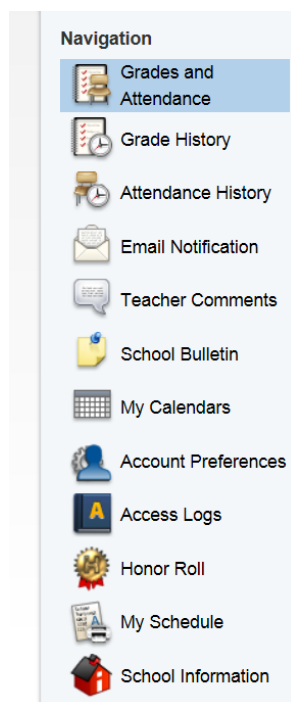 Navigation
Grades and
Attendance
Grade History
Attendance History
Email Notification
Teacher Comments
School Bulletin
My Calendars
Account Preferences
A
Access Logs
Honor Roll
My Schedule
School Information